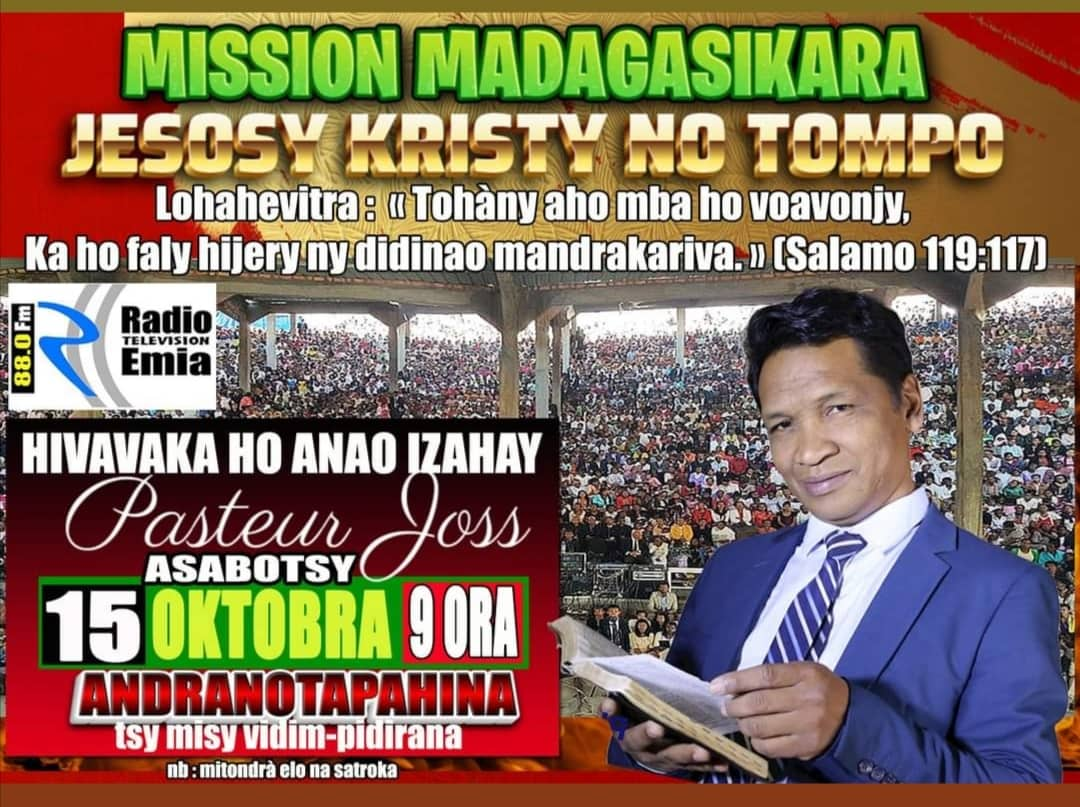 MISSION MADAGASIKARA
JESOSY KRISTY NO TOMPO
Lohahevitra : « Tohàny aho mba ho voavonjy,
Ka ho faly hijery ny didinao mandrakariva. » (Salamo 119:117)
88.0 Fm
Radio
TELEVISION
Emia
HIVAVAKA HO ANAO IZAHAY
Pasteur Joss
ASABOTSY
15 OKTOBRA 9 ORA
ANDRANOTAPAHINA
tsy misy vidim-pidirana
nb : mitondrà elo na satroka